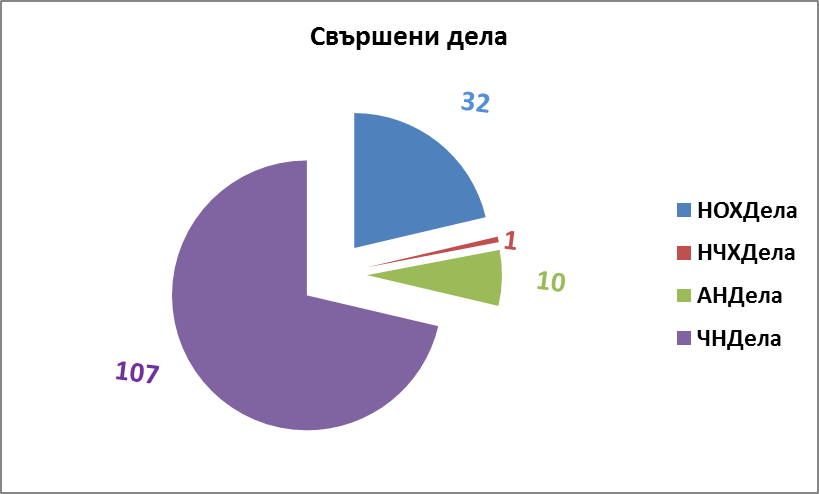 Свършени дела
32
1
10
107
НОХДела
НЧХДела
АНДела
ЧНДела